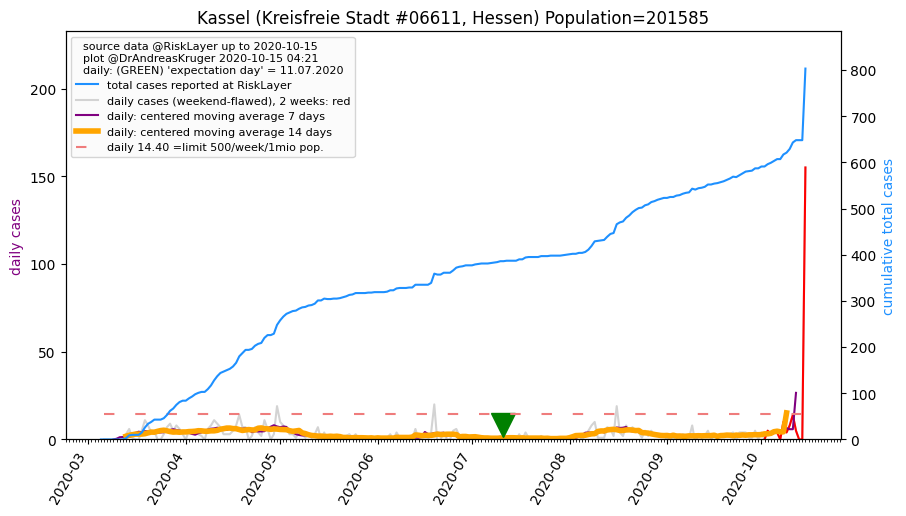 Kassel (Kreisfreie Stadt #06611, Hessen) Population=201585
source data @RiskLayer up to 2020-10-15
plot @DrAndreasKruger 2020-10-15 04:21
daily: (GREEN) 'expectation day' = 11.07.2020
total cases reported at RiskLayer
daily cases (weekend-flawed), 2 weeks: red
daily: centered moving average 7 days
daily: centered moving average 14 days
daily 14.40 =limit 500/week/1mio pop.
daily cases
200
150
100
50
0
cumulative total cases
800
700
600
500
400
300
200
100
0
2020-03
2020-04
2020-05
2020-06
2020-07
2020-08
2020-09
2020-10